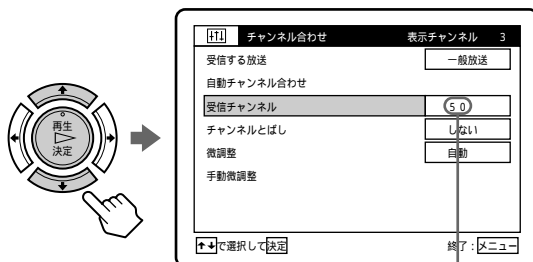 再生
決定
チャンネル合わせ 表示チャンネル 3
受信する放送 一般放送
自動チャンネル合わせ
受信チャンネル 50
チャンネルとばし しない
微調整 自動
手動微調整
で選択して決定 終了:メニュー